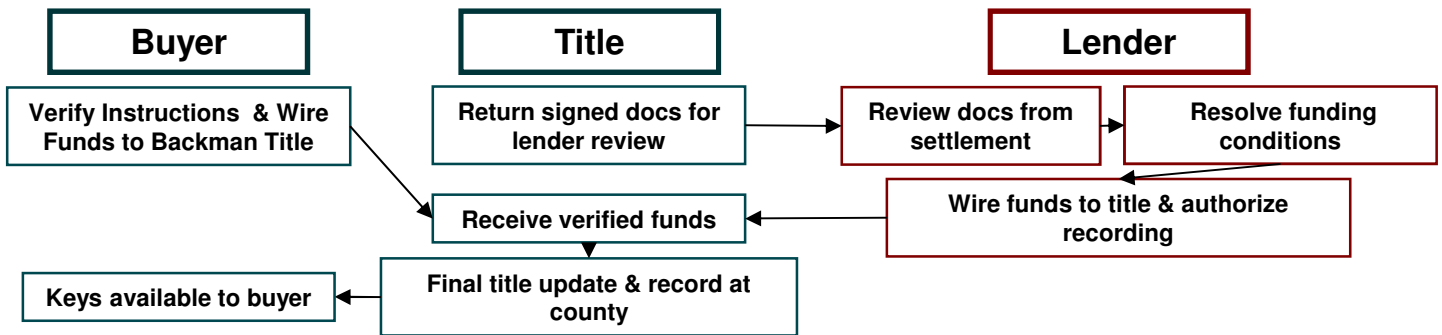 Buyer
Title
Lender
Verify Instructions & Wire
Funds to Backman Title
Return signed docs for
lender review
Review docs from
settlement
Resolve funding
conditions
Receive verified funds
Wire funds to title & authorize
recording
Keys available to buyer
Final title update & record at
county